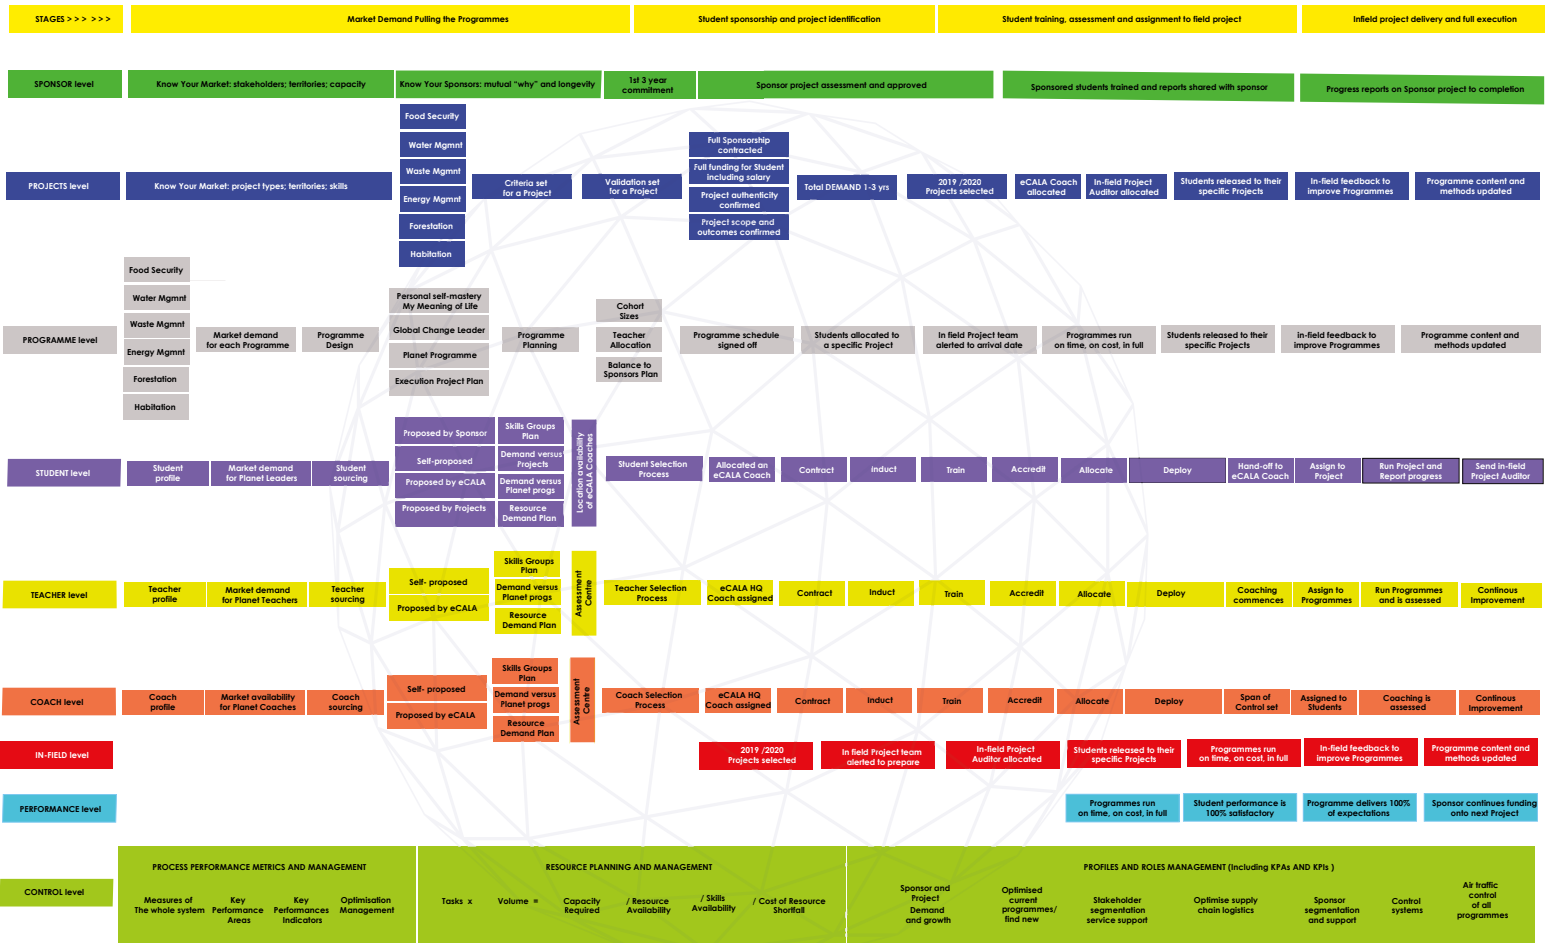 STAGES > > >  > > >
Market Demand Pulling the Programmes
Student sponsorship and project identification
Student training, assessment and assignment to field project
Infield project delivery and full execution
SPONSOR level
Know Your Market: stakeholders; territories; capacity
Know Your Sponsors: mutual "why" and longevity
1st 3 year
commitment
Sponsor project assessment and approved
Sponsored students trained and reports shared with sponsor
Progress reports on Sponsor project to completion
PROJECTS level
Know Your Market: project types; territories; skills
Food Security
Water Mgmnt
Waste Mgmnt
Energy Mgmnt
Forestation
Habitation
Criteria set
for a Project
Validation set
for a Project
Full Sponsorship
contracted
Full funding for Student
including salary
Project authenticity
confirmed
Project scope and
outcomes confirmed
Total DEMAND 1-3 yrs
2019 /2020
Projects selected
eCALA Coach
allocated
In-field Project
Auditor allocated
Students released to their
specific Projects
In-field feedback to
improve Programmes
Programme content and
methods updated
PROGRAMME level
Food Security
Water Mgmnt
Waste Mgmnt
Energy Mgmnt
Forestation
Habitation
Market demand
for each Programme
Programme
Design
Personal self-mastery
My Meaning of Life
Global Change Leader
Planet Programme
Execution Project Plan
Programme
Planning
Cohort
Sizes
Teacher
Allocation
Balance to
Sponsors Plan
Programme schedule
signed off
Students allocated to
a specific Project
In field Project team
alerted to arrival date
Programmes run
on time, on cost, in full
Students released to their
specific Projects
in-field feedback to
improve Programmes
Programme content and
methods updated
STUDENT level
Student
profile
Market demand
for Planet Leaders
Student
sourcing
Proposed by Sponsor
Self-proposed
Proposed by eCALA
Proposed by Projects
Skills Groups
Plan
Demand versus
Projects
Demand versus
Planet progs
Resource
Demand Plan
Location availability
of eCALA Coaches
Student Selection
Process
Allocated an
eCALA Coach
Contract
Induct
Train
Accredit
Allocate
Deploy
Hand-off to
eCALA Coach
Assign to
Project
Run Project and
Report progress
Send in-field
Project Auditor
TEACHER level
Teacher
profile
Market demand
for Planet Teachers
Teacher
sourcing
Self- proposed
Proposed by eCALA
Skills Groups
Plan
Demand versus
Planet progs
Resource
Demand Plan
Assessment
Centre
Teacher Selection
Process
eCALA HQ
Coach assigned
Contract
Induct
Train
Accredit
Allocate
Deploy
Coaching
commences
Assign to
Programmes
Run Programmes
and is assessed
Continous
Improvement
COACH level
Coach
profile
Market availability
for Planet Coaches
Coach
sourcing
Self- proposed
Proposed by eCALA
Skills Groups
Plan
Demand versus
Planet progs
Resource
Demand Plan
Assessment
Centre
Coach Selection
Process
eCALA HQ
Coach assigned
Contract
Induct
Train
Accredit
Allocate
Deploy
Span of
Control set
Assigned to
Students
Coaching is
assessed
Continous
Improvement
IN-FIELD level
2019 /2020
Projects selected
In field Project team
alerted to prepare
In-field Project
Auditor allocated
Students released to their
specific Projects
Programmes run
on time, on cost, in full
In-field feedback to
improve Programmes
Programme content and
methods updated
PERFORMANCE level
Programmes run
on time, on cost, in full
Student performance is
100% satisfactory
Programme delivers 100%
of expectations
Sponsor continues funding
onto next Project
CONTROL level
PROCESS PERFORMANCE METRICS AND MANAGEMENT
Measures of
The whole system
Key
Performance
Areas
Key
Performances
Indicators
Optimisation
Management
RESOURCE PLANNING AND MANAGEMENT
Tasks x
Volume =
Capacity
Required
/ Resource
Availability
/ Skills
Availability
/ Cost of Resource
Shortfall
PROFILES AND ROLES MANAGEMENT (Including KPAs AND KPIs )
Sponsor and
Project
Demand
and growth
Optimised
current
programmes/
find new
Stakeholder
segmentation
service support
Optimise supply
chain logistics
Sponsor
segmentation
and support
Control
systems
Air traffic
control
of all
programmes